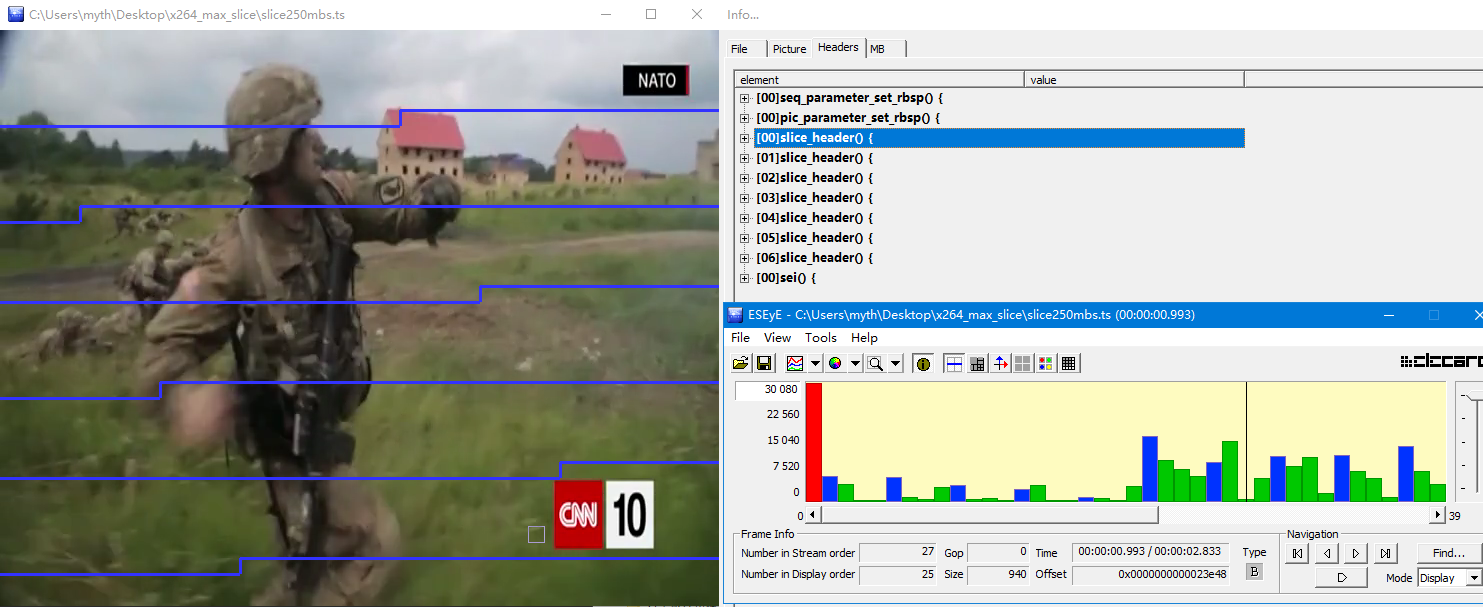 C:\Users\myth\Desktop\x264_max_slice\slice250mbs.ts
Info...
NATO
CNN 10
File Picture Headers MB
element value
[00]seq_parameter_set_rbsp() {
[00]pic_parameter_set_rbsp() {
[00]slice_header() {
[01]slice_header() {
[02]slice_header() {
[03]slice_header() {
[04]slice_header() {
[05]slice_header() {
[06]slice_header() {
[00]sei() {
ESEyE - C:\Users\myth\Desktop\x264_max_slice\slice250mbs.ts (00:00:00.993)
File View Tools Help
30 080
22 560
15 040
7 520
0
0 39
Frame Info Navigation
Number in Stream order 27 Gop 0 Time 00:00:00.993 / 00:00:02.833 Type Find...
Number in Display order 25 Size 940 Offset 0x0000000000023e48 B Mode Display